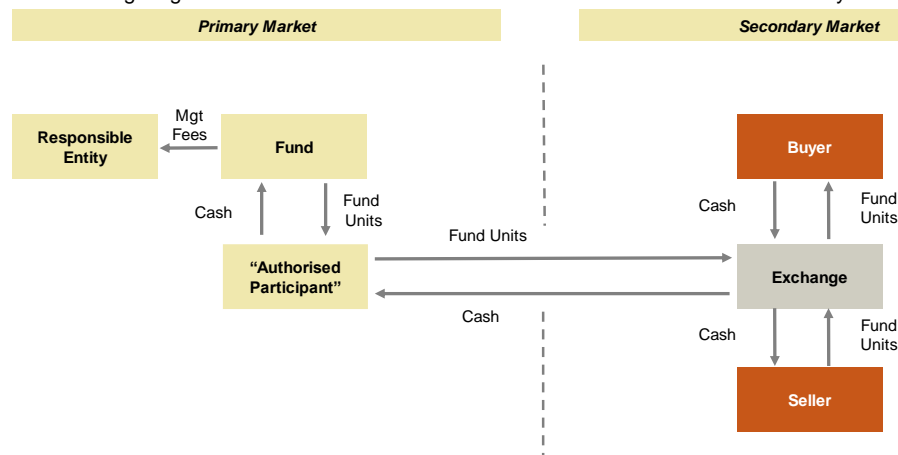 Primary Market
Secondary Market
Mgt
Fees
Responsible
Entity
Fund
Buyer
Cash
Fund
Units
Cash
Fund
Units
Fund Units
“Authorised
Participant”
Exchange
Cash
Cash
Fund
Units
Seller